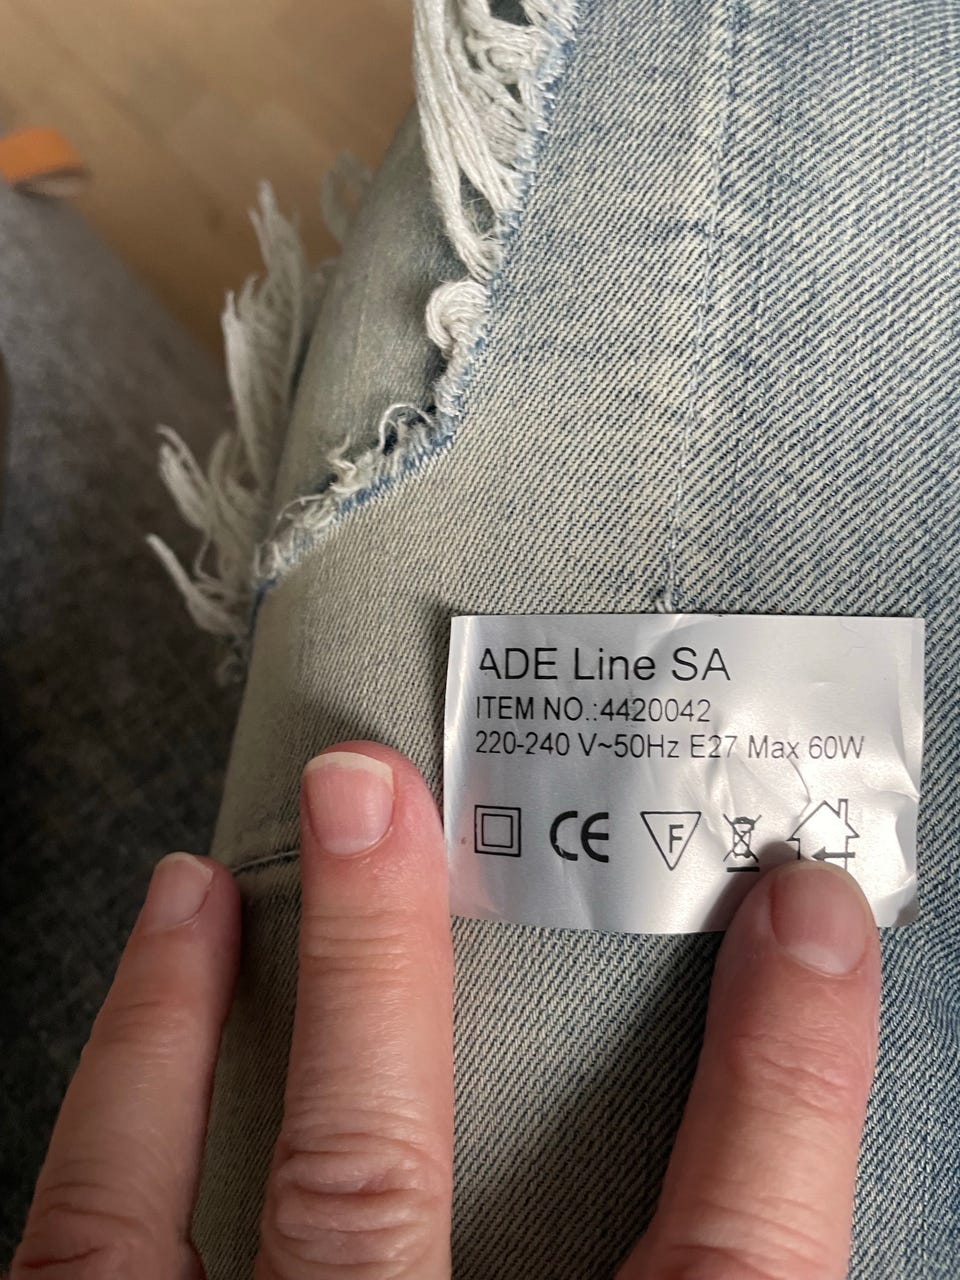 ADE Line SA
ITEM NO.:4420042
220-240 V~50Hz E27 Max 60W
CE F